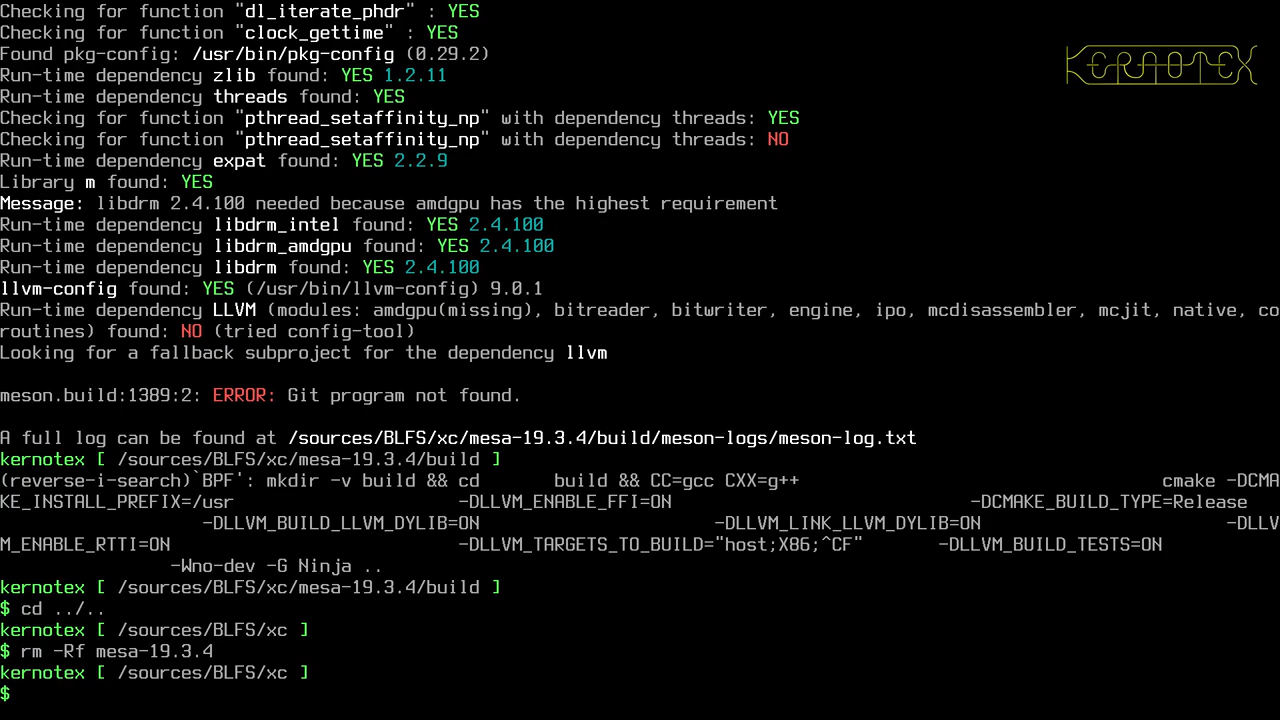 Checking for function "dl_iterate_phdr" : YES
Checking for function "clock_gettime" : YES
Found pkg-config: /usr/bin/pkg-config (0.29.2)
KERNOTEX
Run-time dependency zlib found: YES 1.2.11
Run-time dependency threads found: YES
Checking for function "pthread_setaffinity_np" with dependency threads: YES
Checking for function "pthread_setaffinity_np" with dependency threads: NO
Run-time dependency expat found: YES 2.2.9
Library m found: YES
Message: libdrm 2.4.100 needed because amdgpu has the highest requirement
Run-time dependency libdrm_intel found: YES 2.4.100
Run-time dependency libdrm_amdgpu found: YES 2.4.100
Run-time dependency libdrm found: YES 2.4.100
llvm-config found: YES (/usr/bin/llvm-config) 9.0.1
Run-time dependency LLVM (modules: amdgpu(missing), bitreader, bitwriter, engine, ipo, mcdisassembler, mcjit, native, co
routines) found: NO (tried config-tool)
Looking for a fallback subproject for the dependency llvm
meson.build:1389:2: ERROR: Git program not found.
A full log can be found at /sources/BLFS/xc/mesa-19.3.4/build/meson-logs/meson-log.txt
kernotex [ /sources/BLFS/xc/mesa-19.3.4/build ]
(reverse-i-search)`BPF': mkdir -v build && cd       build && CC=gcc CXX=g++                                  cmake -DCMA
KE_INSTALL_PREFIX=/usr                     -DLLVM_ENABLE_FFI=ON                            -DCMAKE_BUILD_TYPE=Release
                   -DLLVM_BUILD_LLVM_DYLIB=ON                      -DLLVM_LINK_LLVM_DYLIB=ON                       -DLLV
M_ENABLE_RTTI=ON                           -DLLVM_TARGETS_TO_BUILD="host;X86;^CF"       -DLLVM_BUILD_TESTS=ON
                -Wno-dev -G Ninja ..
kernotex [ /sources/BLFS/xc/mesa-19.3.4/build ]
$ cd ../..
kernotex [ /sources/BLFS/xc ]
$ rm -Rf mesa-19.3.4
kernotex [ /sources/BLFS/xc ]
$